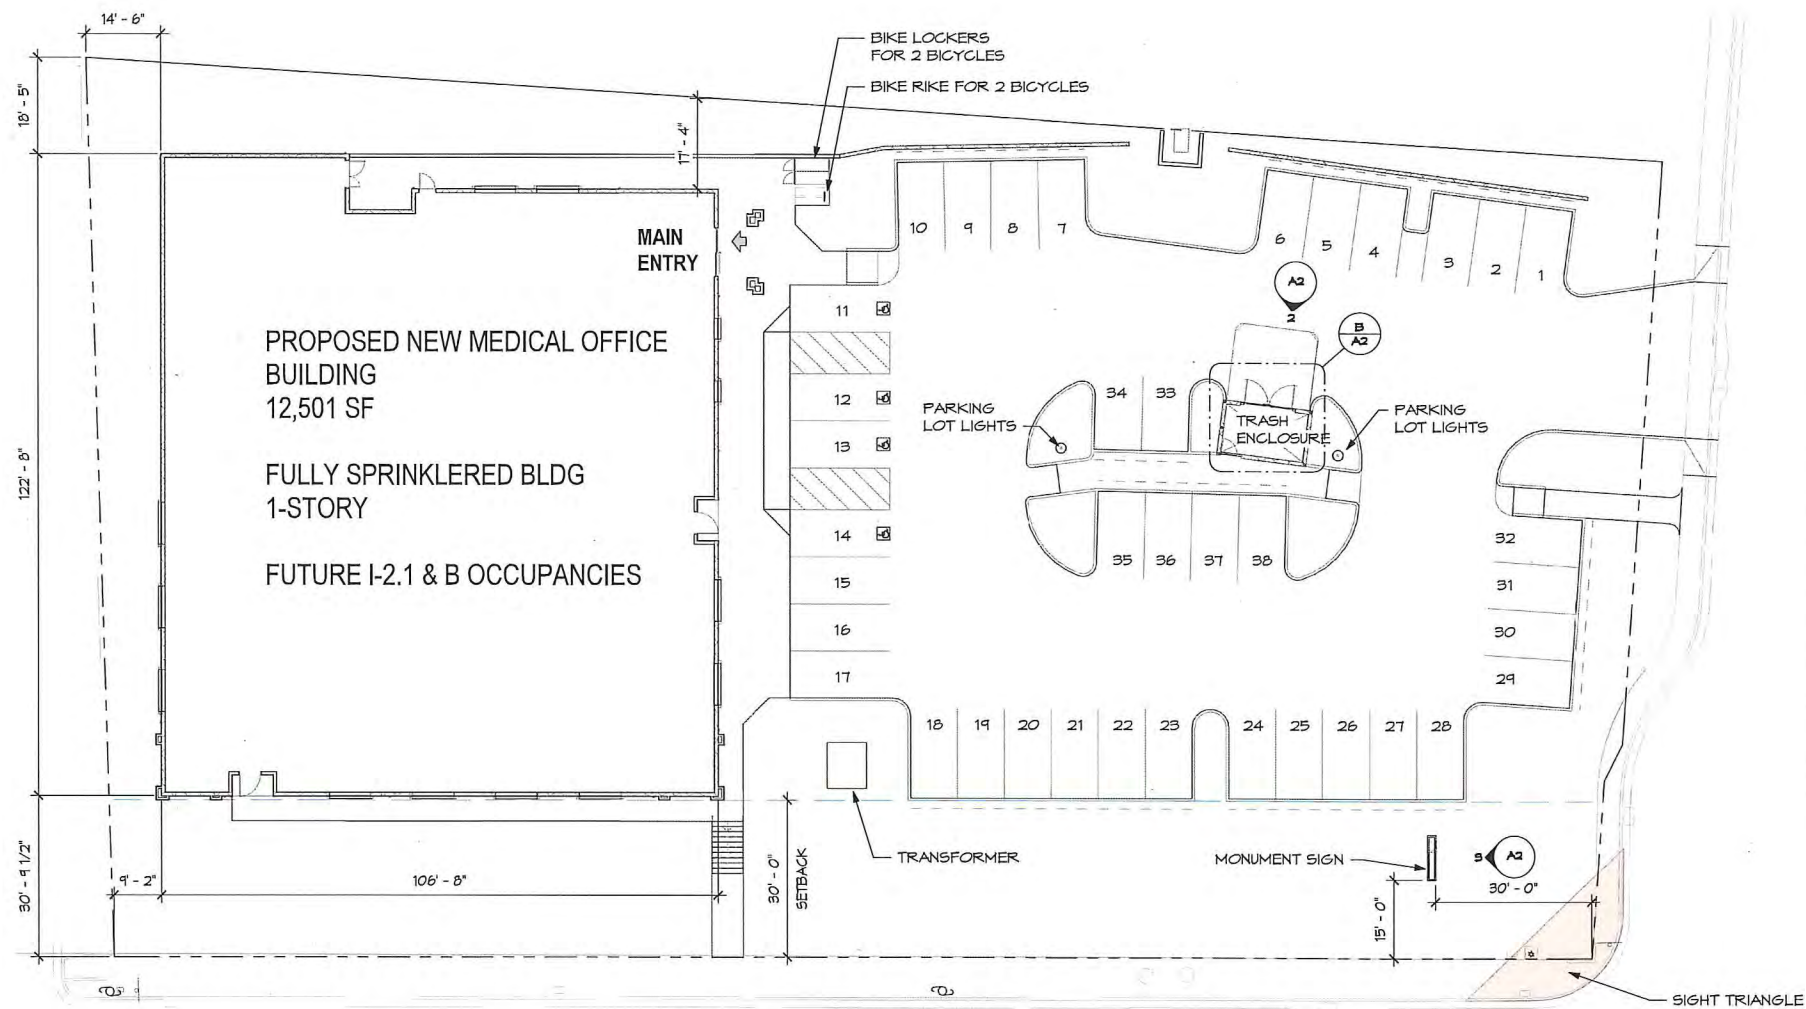 14' - 6"
18' - 5"
BIKE LOCKERS
FOR 2 BICYCLES
BIKE RIKE FOR 2 BICYCLES
17' - 4"
MAIN
ENTRY
PROPOSED NEW MEDICAL OFFICE
BUILDING
12,501 SF
FULLY SPRINKLERED BLDG
1-STORY
FUTURE I-2.1 & B OCCUPANCIES
122' - 8"
10
9
8
7
6
5
4
3
2
1
A2
2
B
A2
11
12
13
14
15
16
17
PARKING
LOT LIGHTS
34
33
TRASH
ENCLOSURE
PARKING
LOT LIGHTS
35
36
37
38
32
31
30
29
18
19
20
21
22
23
24
25
26
27
28
30' - 9 1/2"
9' - 2"
106' - 8"
30' - 0"
SETBACK
TRANSFORMER
MONUMENT SIGN
A2
30' - 0"
15' - 0"
SIGHT TRIANGLE